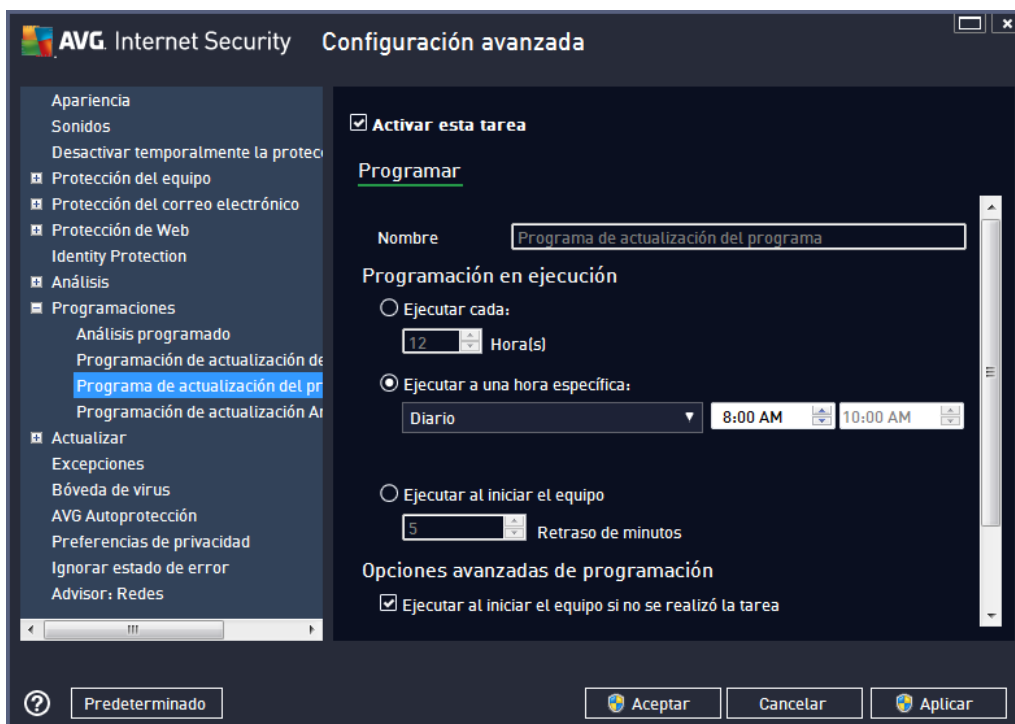 AVG. Internet Security Configuración avanzada
Apariencia
Sonidos
Desactivar temporalmente la protec
Protección del equipo
Protección del correo electrónico
Protección de Web
Identity Protection
Análisis
Programaciones
Análisis programado
Programación de actualización de
Programa de actualización del pr
Programación de actualización An
Actualizar
Excepciones
Bóveda de virus
AVG Autoprotección
Preferencias de privacidad
Ignorar estado de error
Advisor: Redes
Activar esta tarea
Programar
Nombre Programa de actualización del programa
Programación en ejecución
Ejecutar cada:
12 Hora(s)
Ejecutar a una hora específica:
Diario 8:00 AM 10:00 AM
Ejecutar al iniciar el equipo
5 Retraso de minutos
Opciones avanzadas de programación
Ejecutar al iniciar el equipo si no se realizó la tarea
Predeterminado Aceptar Cancelar Aplicar